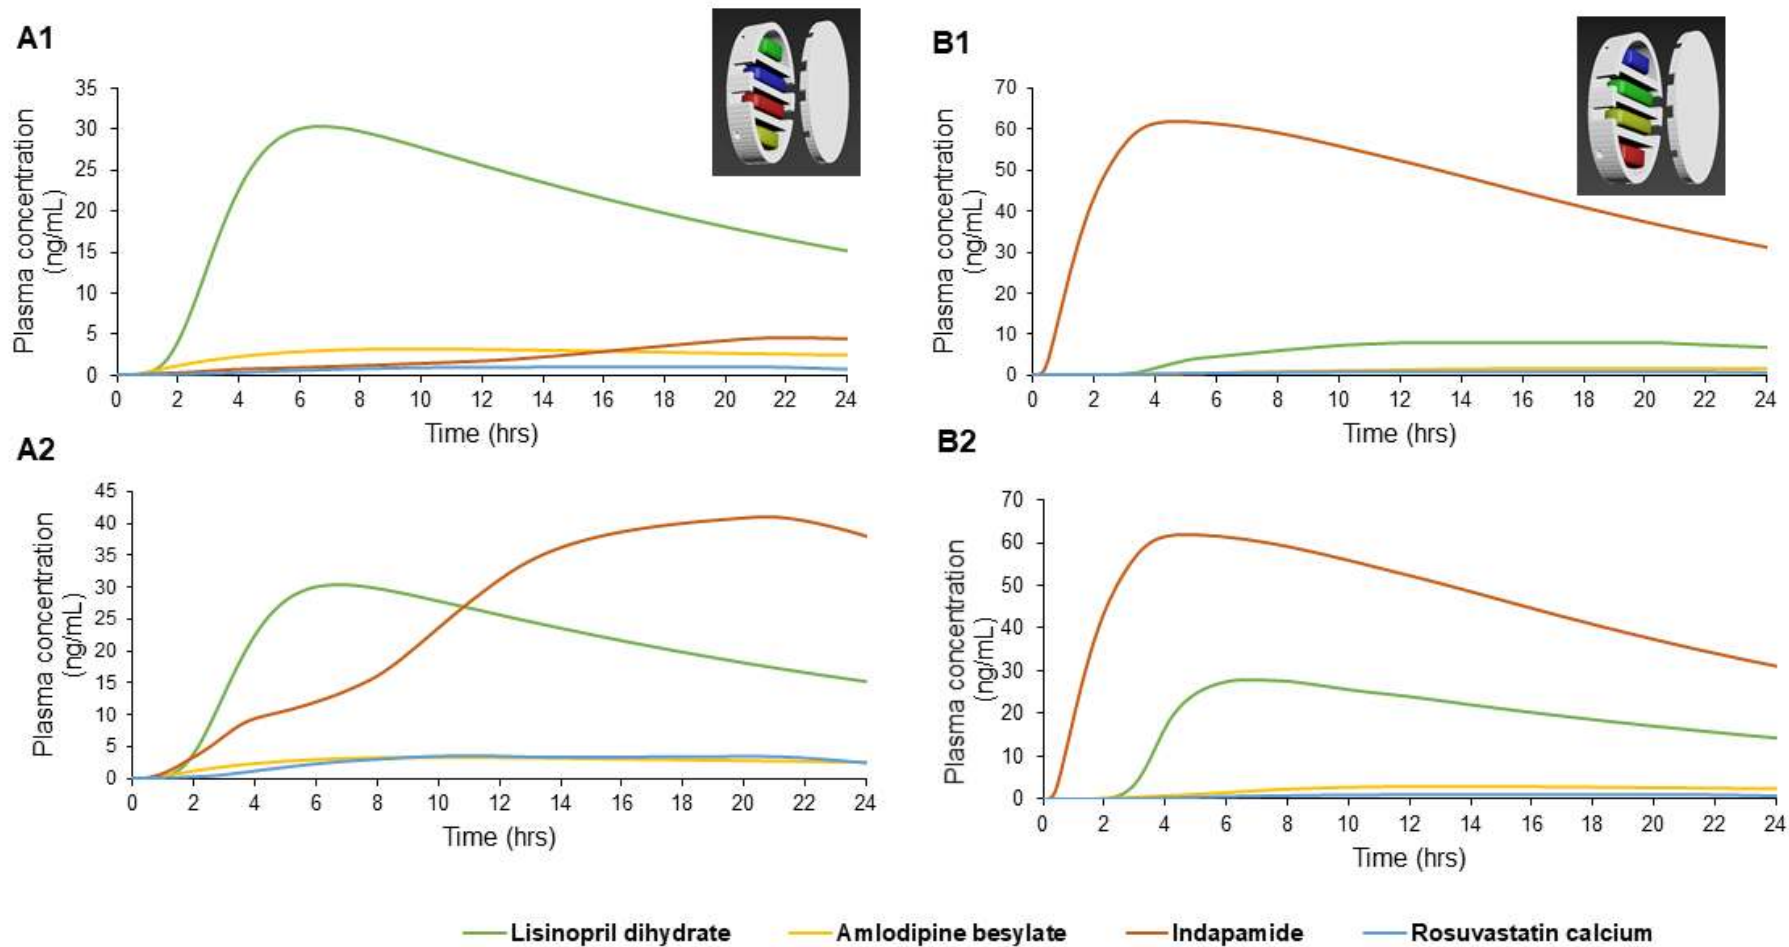 A1
35
30
25
20
15
10
5
0
Plasma concentration
(ng/mL)
0 2 4 6 8 10 12 14 16 18 20 22 24
Time (hrs)
B1
70
60
50
40
30
20
10
0
Plasma concentration
(ng/mL)
0 2 4 6 8 10 12 14 16 18 20 22 24
Time (hrs)
A2
45
40
35
30
25
20
15
10
5
0
Plasma concentration
(ng/mL)
0 2 4 6 8 10 12 14 16 18 20 22 24
Time (hrs)
B2
70
60
50
40
30
20
10
0
Plasma concentration
(ng/mL)
0 2 4 6 8 10 12 14 16 18 20 22 24
Time (hrs)
Lisinopril dihydrate Amlodipine besylate Indapamide Rosuvastatin calcium